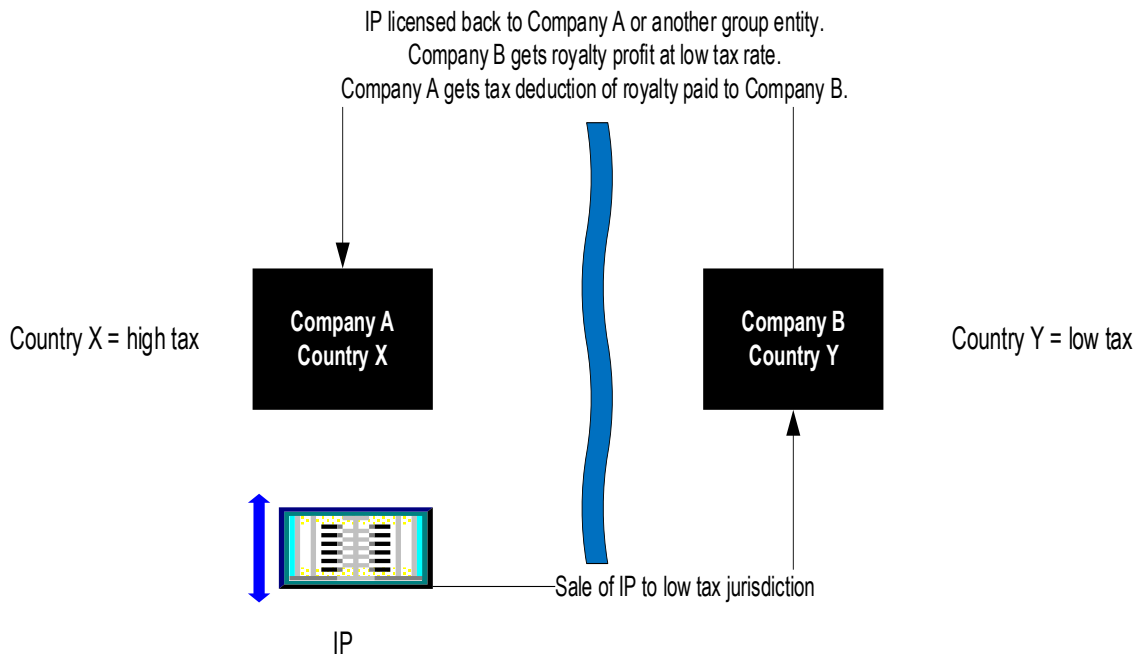 IP licensed back to Company A or another group entity.
Company B gets royalty profit at low tax rate.
Company A gets tax deduction of royalty paid to Company B.
Country X = high tax
Company A
Country X
Company B
Country Y
Country Y = low tax
Sale of IP to low tax jurisdiction
IP